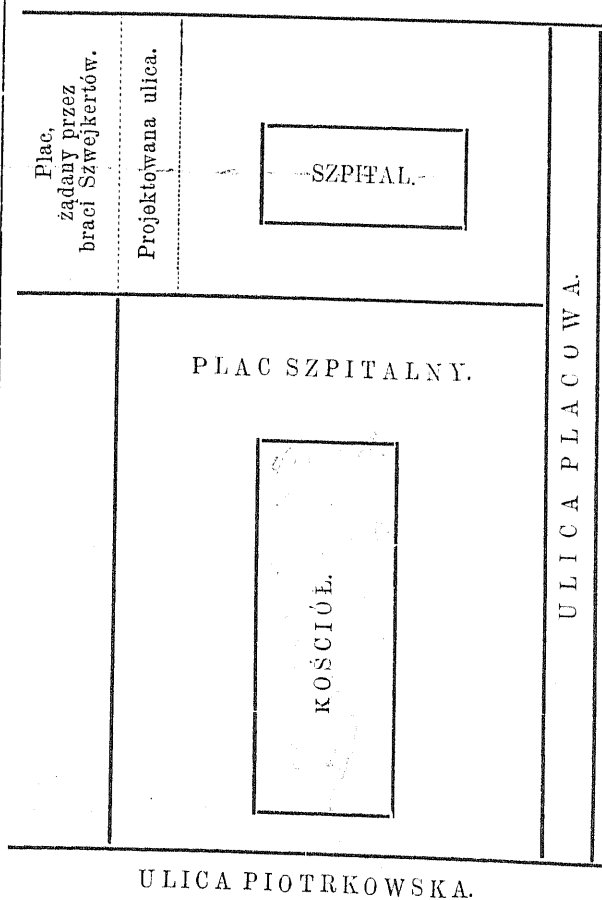 Plac,
żądany przez
braci Szwejkertów.
Projektowana ulica.
SZPITAL.
PLAC SZPITALNY.
ULICA PLACOWA.
KOŚCIÓŁ.
ULICA PIOTRKOWSKA.